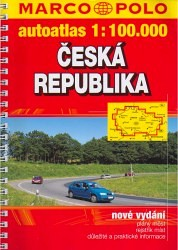 MARCO POLO
autoatlas 1:100.000
ČESKÁ
REPUBLIKA
nové vydání
plány měst
rejstřík míst
důležité a praktické informace